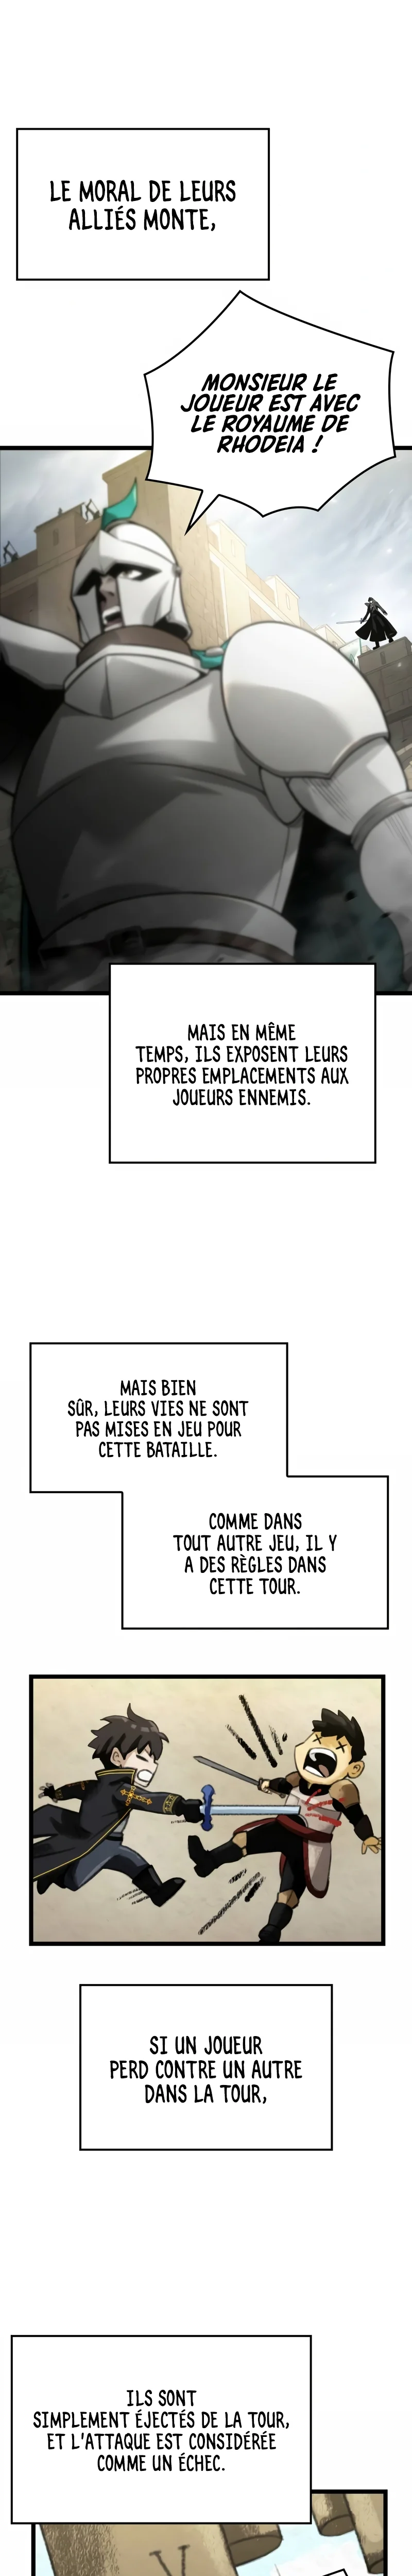 LE MORAL DE LEURS
ALLIÉS MONTE,
MONSIEUR LE
JOUEUR EST AVEC
LE ROYAUME DE
RHODEIA !
MAIS EN MÊME
TEMPS, ILS EXPOSENT LEURS
PROPRES EMPLACEMENTS AUX
JOUEURS ENNEMIS.
MAIS BIEN
SÛR, LEURS VIES NE SONT
PAS MISES EN JEU POUR
CETTE BATAILLE.
COMME DANS
TOUT AUTRE JEU, IL Y
A DES RÈGLES DANS
CETTE TOUR.
SI UN JOUEUR
PERD CONTRE UN AUTRE
DANS LA TOUR,
ILS SONT
SIMPLEMENT ÉJECTÉS DE LA TOUR,
ET L'ATTAQUE EST CONSIDÉRÉE
COMME UN ÉCHEC.